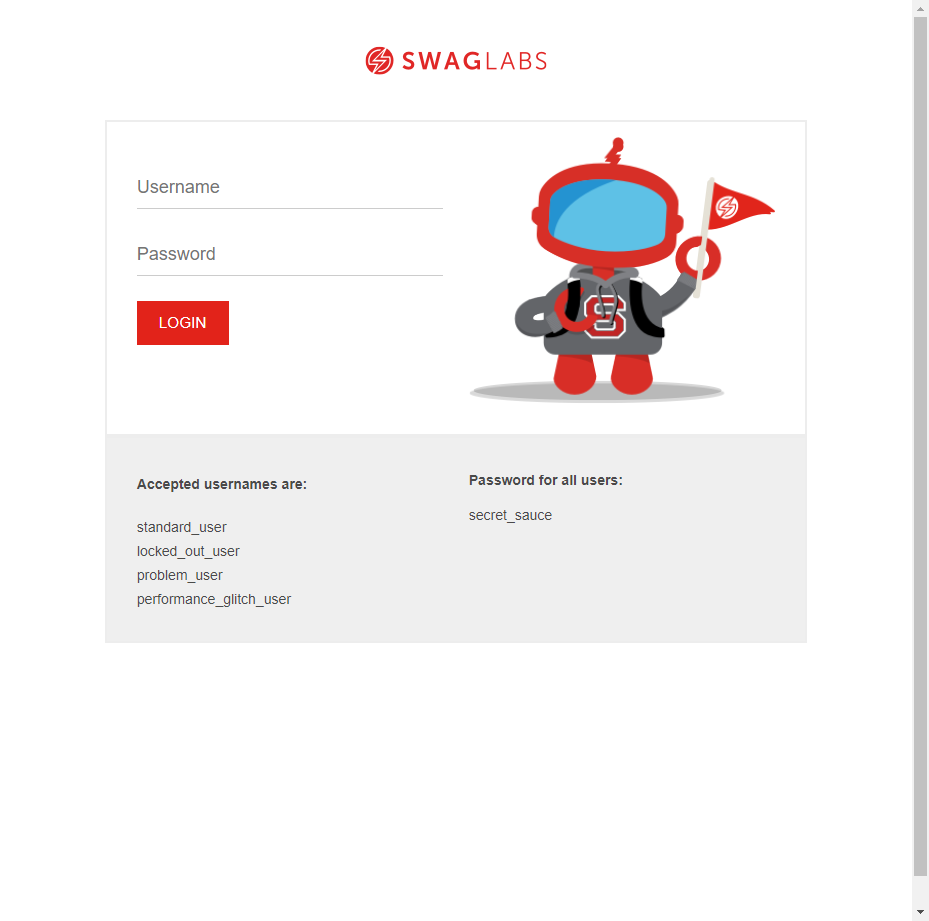 SWAGLABS
Username
Password
LOGIN
S
Accepted usernames are:
standard_user
locked_out_user
problem_user
performance_glitch_user
Password for all users:
secret_sauce